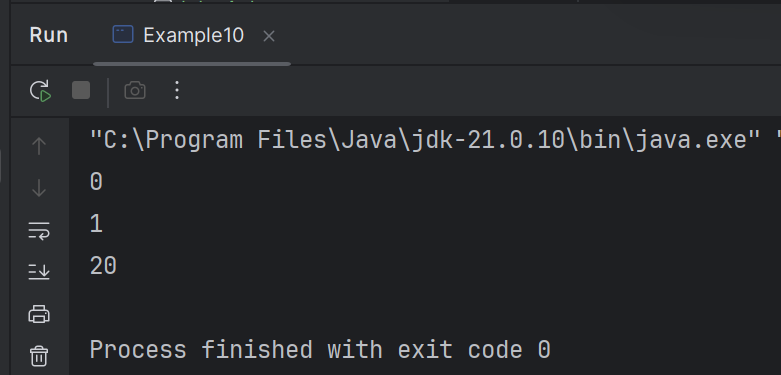 Run Example10
"C:\Program Files\Java\jdk-21.0.10\bin\java.exe" "
0
1
20
Process finished with exit code 0